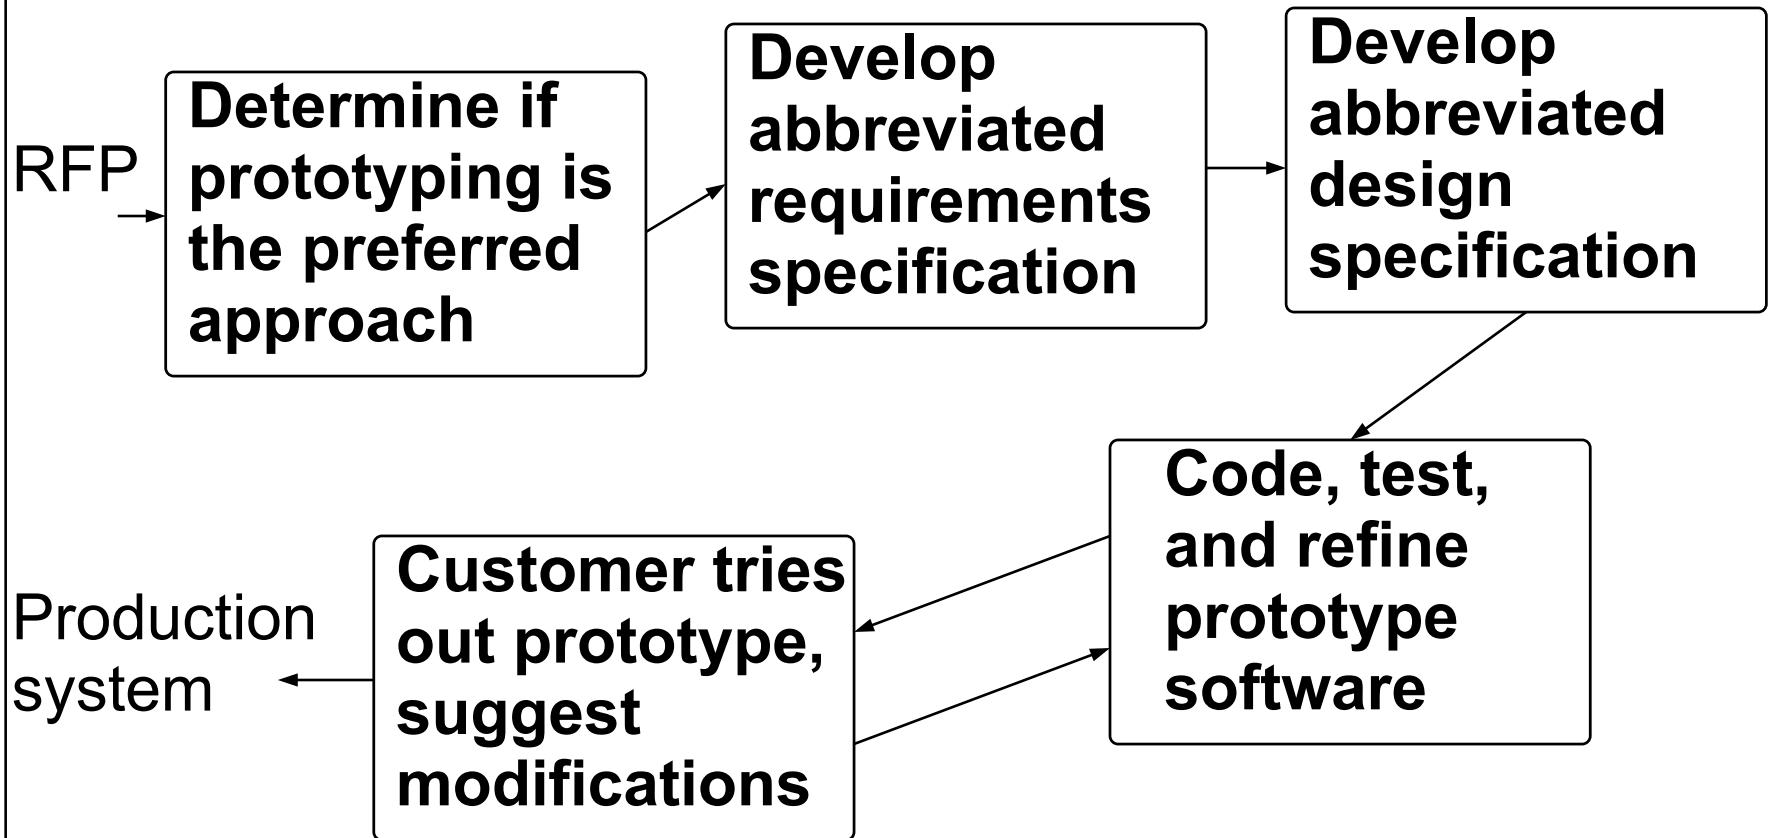 RFP
Determine if
prototyping is
the preferred
approach
Develop
abbreviated
requirements
specification
Develop
abbreviated
design
specification
Code, test,
and refine
prototype
software
Customer tries
out prototype,
suggest
modifications
Production
system